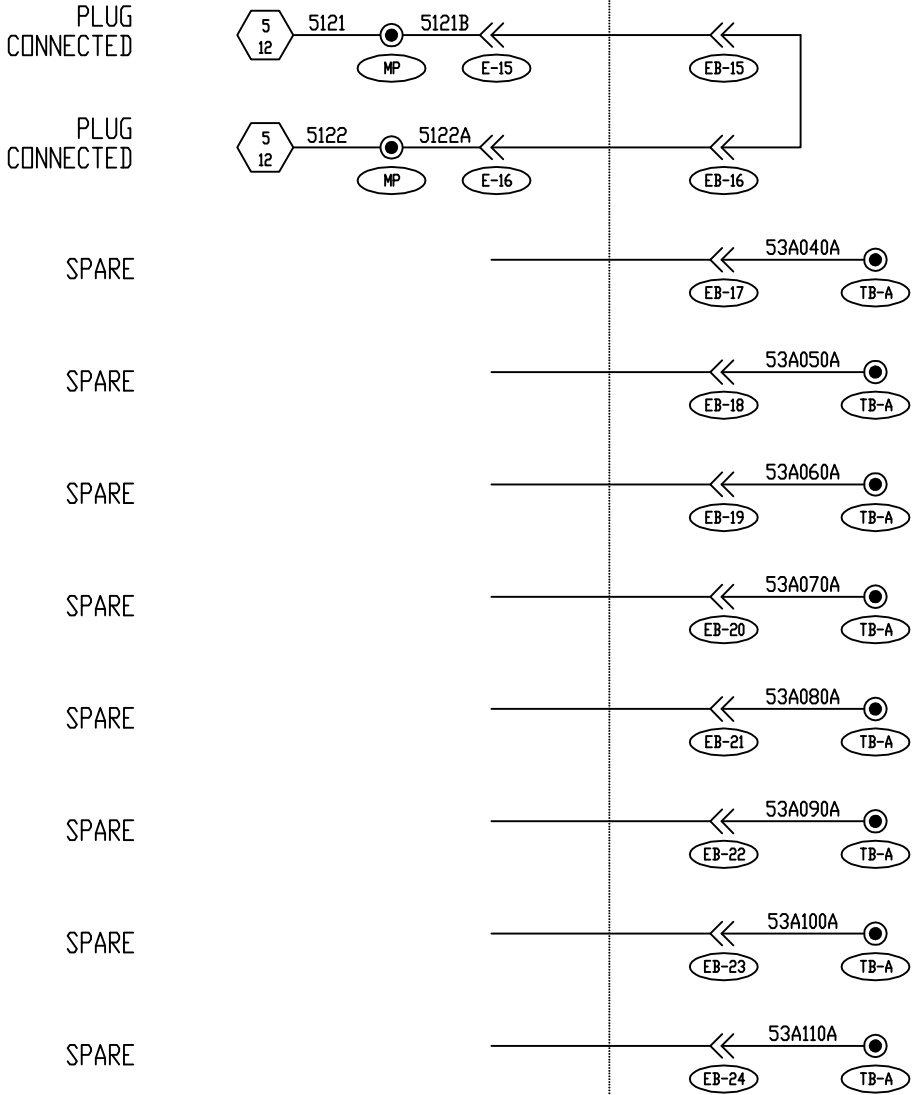 PLUG
CONNECTED
5
12
5121
5121B
MP
E-15
EB-15
PLUG
CONNECTED
5
12
5122
5122A
MP
E-16
EB-16
SPARE
53A040A
EB-17
TB-A
SPARE
53A050A
EB-18
TB-A
SPARE
53A060A
EB-19
TB-A
SPARE
53A070A
EB-20
TB-A
SPARE
53A080A
EB-21
TB-A
SPARE
53A090A
EB-22
TB-A
SPARE
53A100A
EB-23
TB-A
SPARE
53A110A
EB-24
TB-A